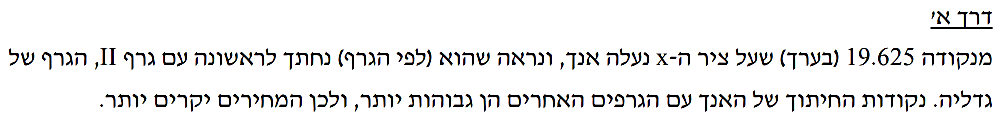 דרך א'
מנקודה 19.625 (בערך) שעל ציר ה-x נעלה אנך, ונראה שהוא (לפי הגרף) נחתך לראשונה עם גרף II, הגרף של
גדליה. נקודות החיתוך של האנך עם הגרפים האחרים הן גבוהות יותר, ולכן המחירים יקרים יותר.